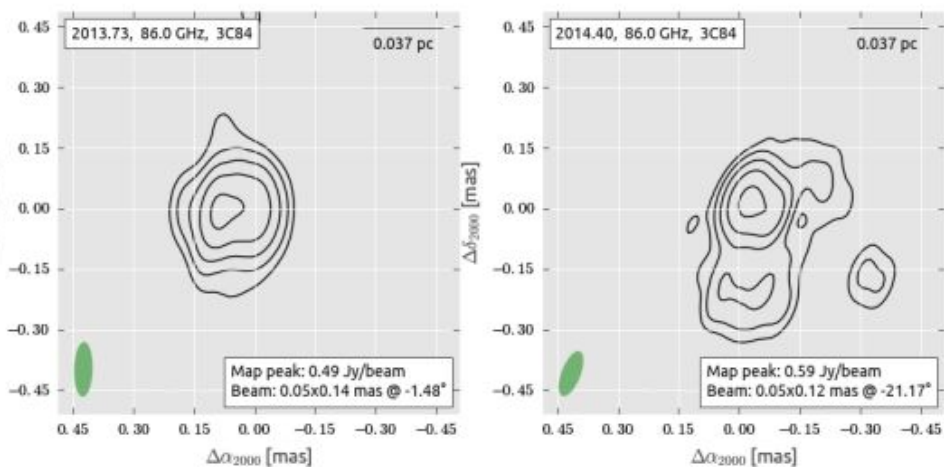 2013.73, 86.0 GHz, 3C84
0.037 pc
0.45
0.30
0.15
0.00
−0.15
−0.30
−0.45
Map peak: 0.49 Jy/beam
Beam: 0.05x0.14 mas @ -1.48°
0.45 0.30 0.15 0.00 −0.15 −0.30 −0.45
Δα2000 [mas]
2014.40, 86.0 GHz, 3C84
0.037 pc
Δδ2000 [mas]
0.45
0.30
0.15
0.00
−0.15
−0.30
−0.45
Map peak: 0.59 Jy/beam
Beam: 0.05x0.12 mas @ -21.17°
0.45 0.30 0.15 0.00 −0.15 −0.30 −0.45
Δα2000 [mas]